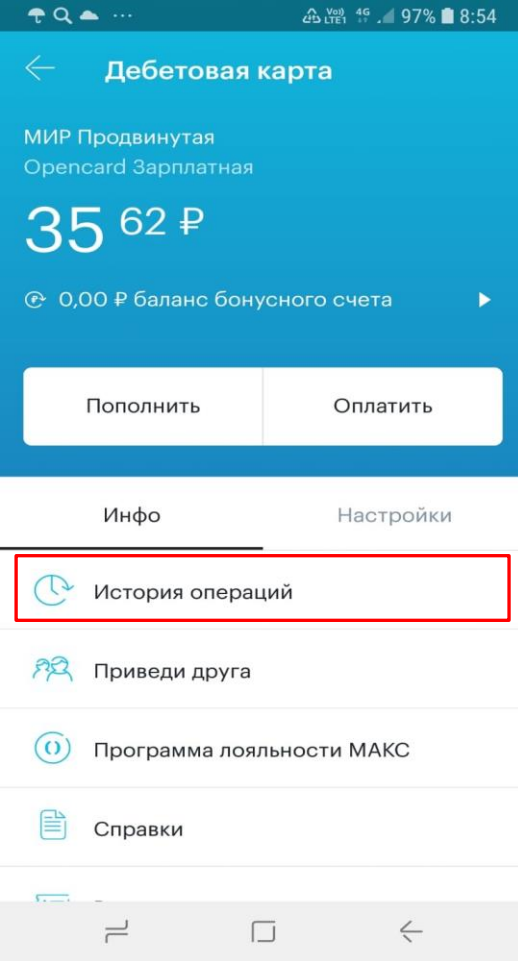 97% 8:54
Дебетовая карта
МИР Продвинутая
Opencard Зарплатная
35 62 ₽
0,00 ₽ баланс бонусного счета
Пополнить Оплатить
Инфо Настройки
История операций
Приведи друга
Программа лояльности МАКС
Справки